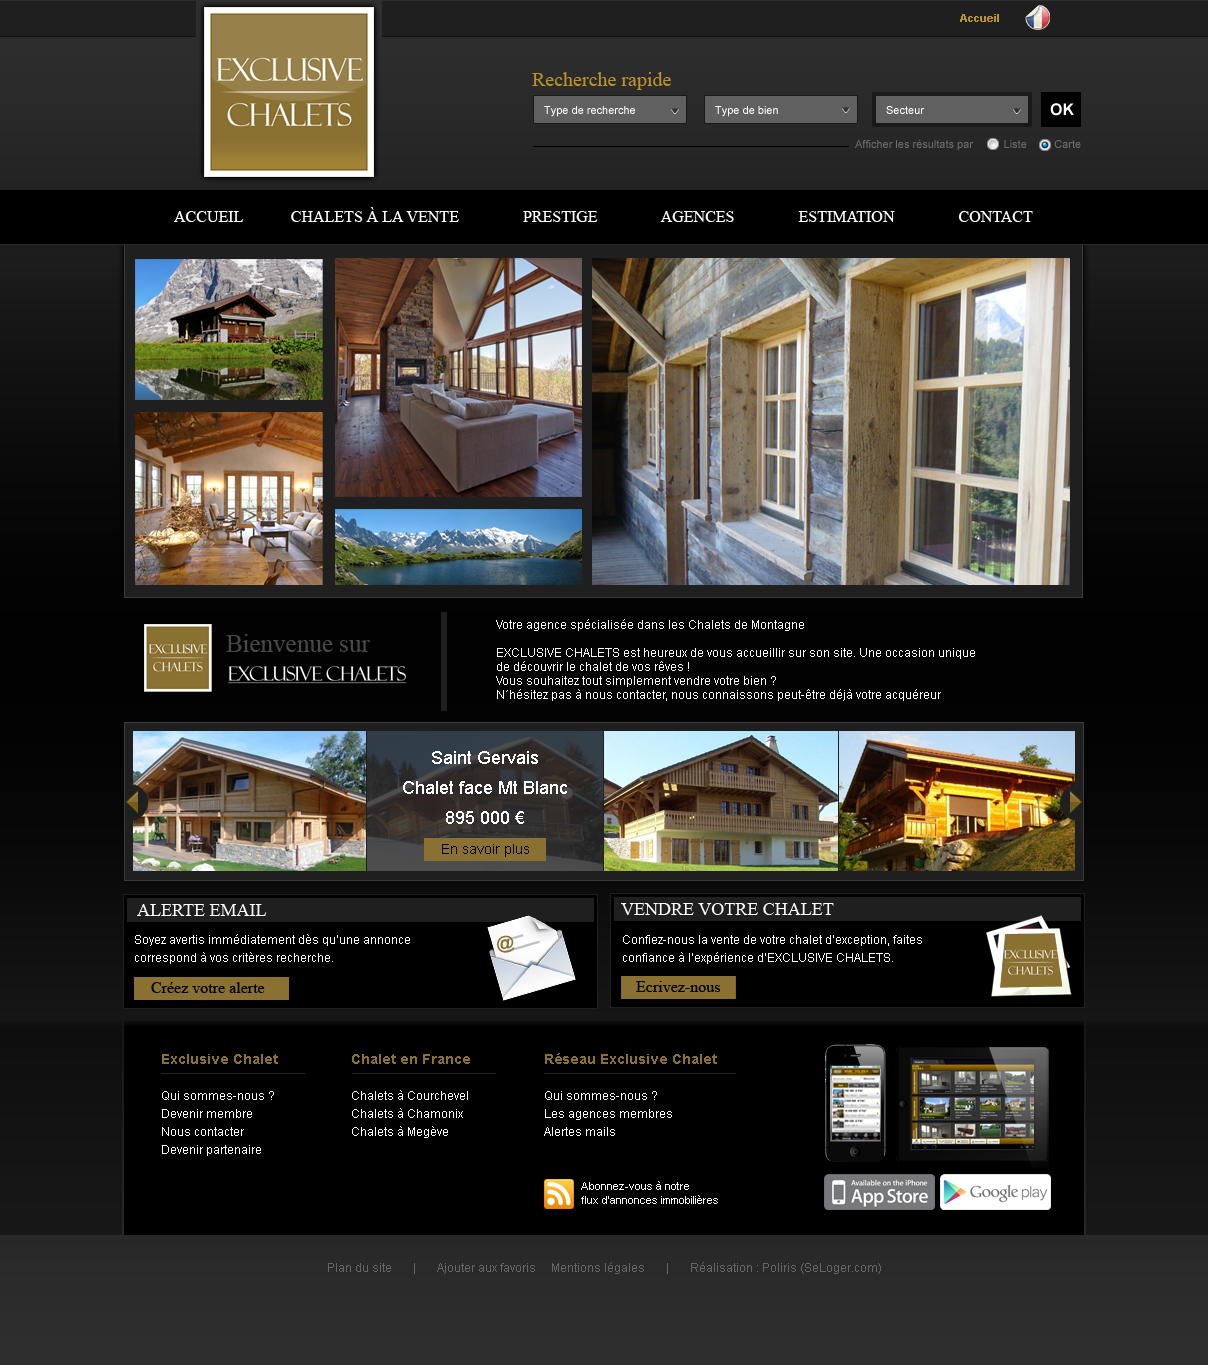 Accueil
EXCLUSIVE
CHALETS
Recherche rapide
Type de recherche
Type de bien
Secteur
OK
Afficher les résultats par
Liste
Carte
ACCUEIL
CHALETS À LA VENTE
PRESTIGE
AGENCES
ESTIMATION
CONTACT
EXCLUSIVE
CHALETS
Bienvenue sur
EXCLUSIVE CHALETS
Votre agence spécialisée dans les Chalets de Montagne
EXCLUSIVE CHALETS est heureux de vous accueillir sur son site. Une occasion unique
de découvrir le chalet de vos rêves !
Vous souhaitez tout simplement vendre votre bien ?
N´hésitez pas à nous contacter, nous connaissons peut-être déjà votre acquéreur
Saint Gervais
Chalet face Mt Blanc
895 000 €
En savoir plus
ALERTE EMAIL
Soyez avertis immédiatement dès qu'une annonce
correspond à vos critères recherche.
Créez votre alerte
@
VENDRE VOTRE CHALET
Confiez-nous la vente de votre chalet d'exception, faites
confiance à l'expérience d'EXCLUSIVE CHALETS.
Ecrivez-nous
EXCLUSIVE
CHALETS
Exclusive Chalet
Qui sommes-nous ?
Devenir membre
Nous contacter
Devenir partenaire
Chalet en France
Chalets à Courchevel
Chalets à Chamonix
Chalets à Megève
Réseau Exclusive Chalet
Qui sommes-nous ?
Les agences membres
Alertes mails
Abonnez-vous à notre
flux d'annonces immobilières
Available on the iPhone
App Store
Google play
Plan du site | Ajouter aux favoris Mentions légales | Réalisation : Poliris (SeLoger.com)